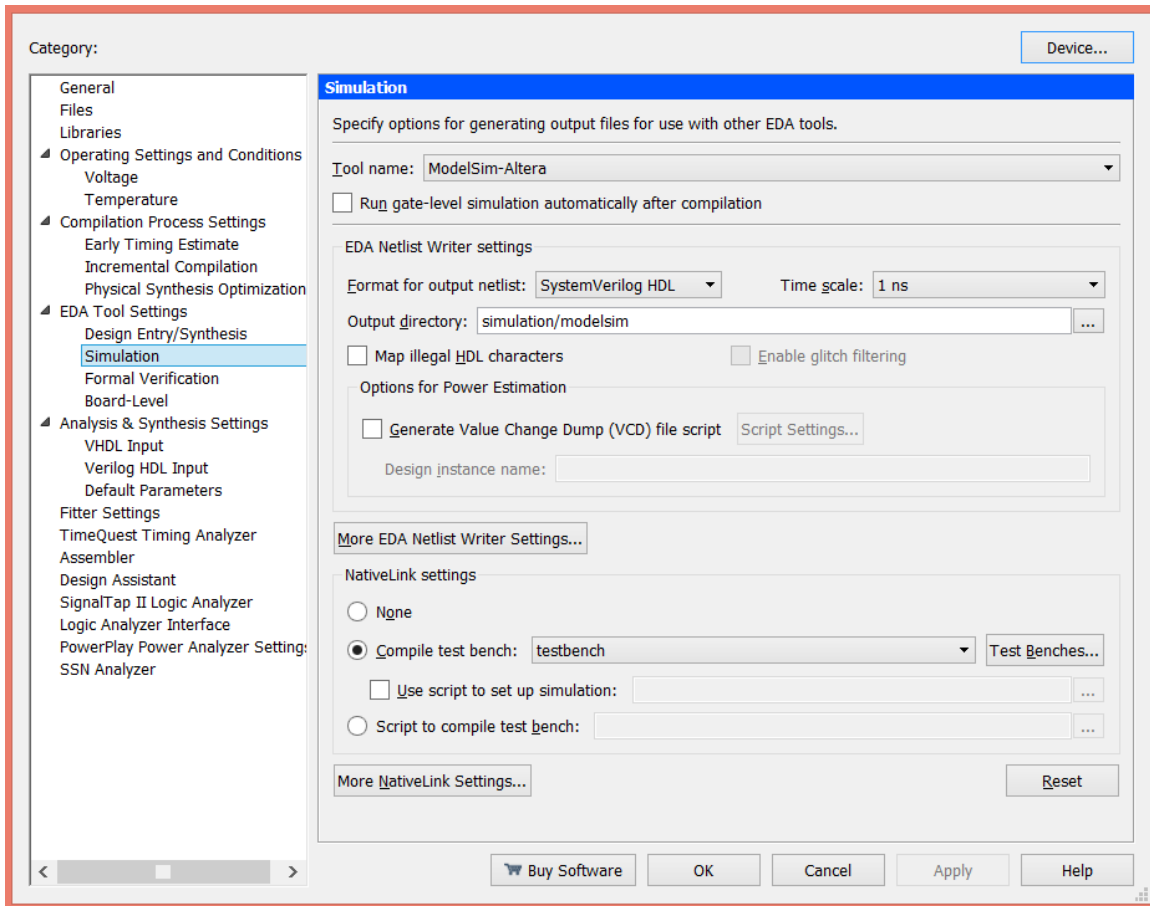 Category:
Device...
General
Files
Libraries
Operating Settings and Conditions
Voltage
Temperature
Compilation Process Settings
Early Timing Estimate
Incremental Compilation
Physical Synthesis Optimization
EDA Tool Settings
Design Entry/Synthesis
Simulation
Formal Verification
Board-Level
Analysis & Synthesis Settings
VHDL Input
Verilog HDL Input
Default Parameters
Fitter Settings
TimeQuest Timing Analyzer
Assembler
Design Assistant
SignalTap II Logic Analyzer
Logic Analyzer Interface
PowerPlay Power Analyzer Settings
SSN Analyzer
Simulation
Specify options for generating output files for use with other EDA tools.
Tool name: ModelSim-Altera
Run gate-level simulation automatically after compilation
EDA Netlist Writer settings
Format for output netlist: SystemVerilog HDL Time scale: 1 ns
Output directory: simulation/modelsim ...
Map illegal HDL characters Enable glitch filtering
Options for Power Estimation
Generate Value Change Dump (VCD) file script Script Settings...
Design instance name:
More EDA Netlist Writer Settings...
NativeLink settings
None
Compile test bench: testbench Test Benches...
Use script to set up simulation: ...
Script to compile test bench: ...
More NativeLink Settings... Reset
Buy Software OK Cancel Apply Help